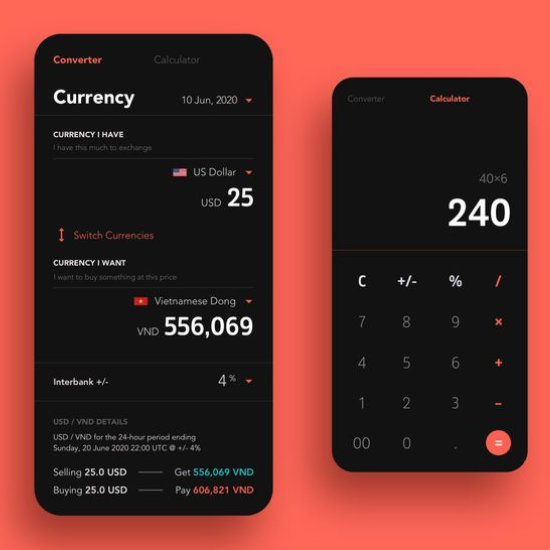 Converter Calculator
Currency 10 Jun, 2020
CURRENCY I HAVE
I have this much to exchange
US Dollar
USD 25
Switch Currencies
CURRENCY I WANT
I want to buy something at this price
Vietnamese Dong
VND 556,069
Interbank +/- 4 %
USD / VND DETAILS
USD / VND for the 24-hour period ending
Sunday, 20 June 2020 22:00 UTC @ +/- 4%
Selling 25.0 USD Get 556,069 VND
Buying 25.0 USD Pay 606,821 VND
Converter Calculator
40×6
240
C +/- % /
7 8 9 ×
4 5 6 +
1 2 3 –
00 0 . =